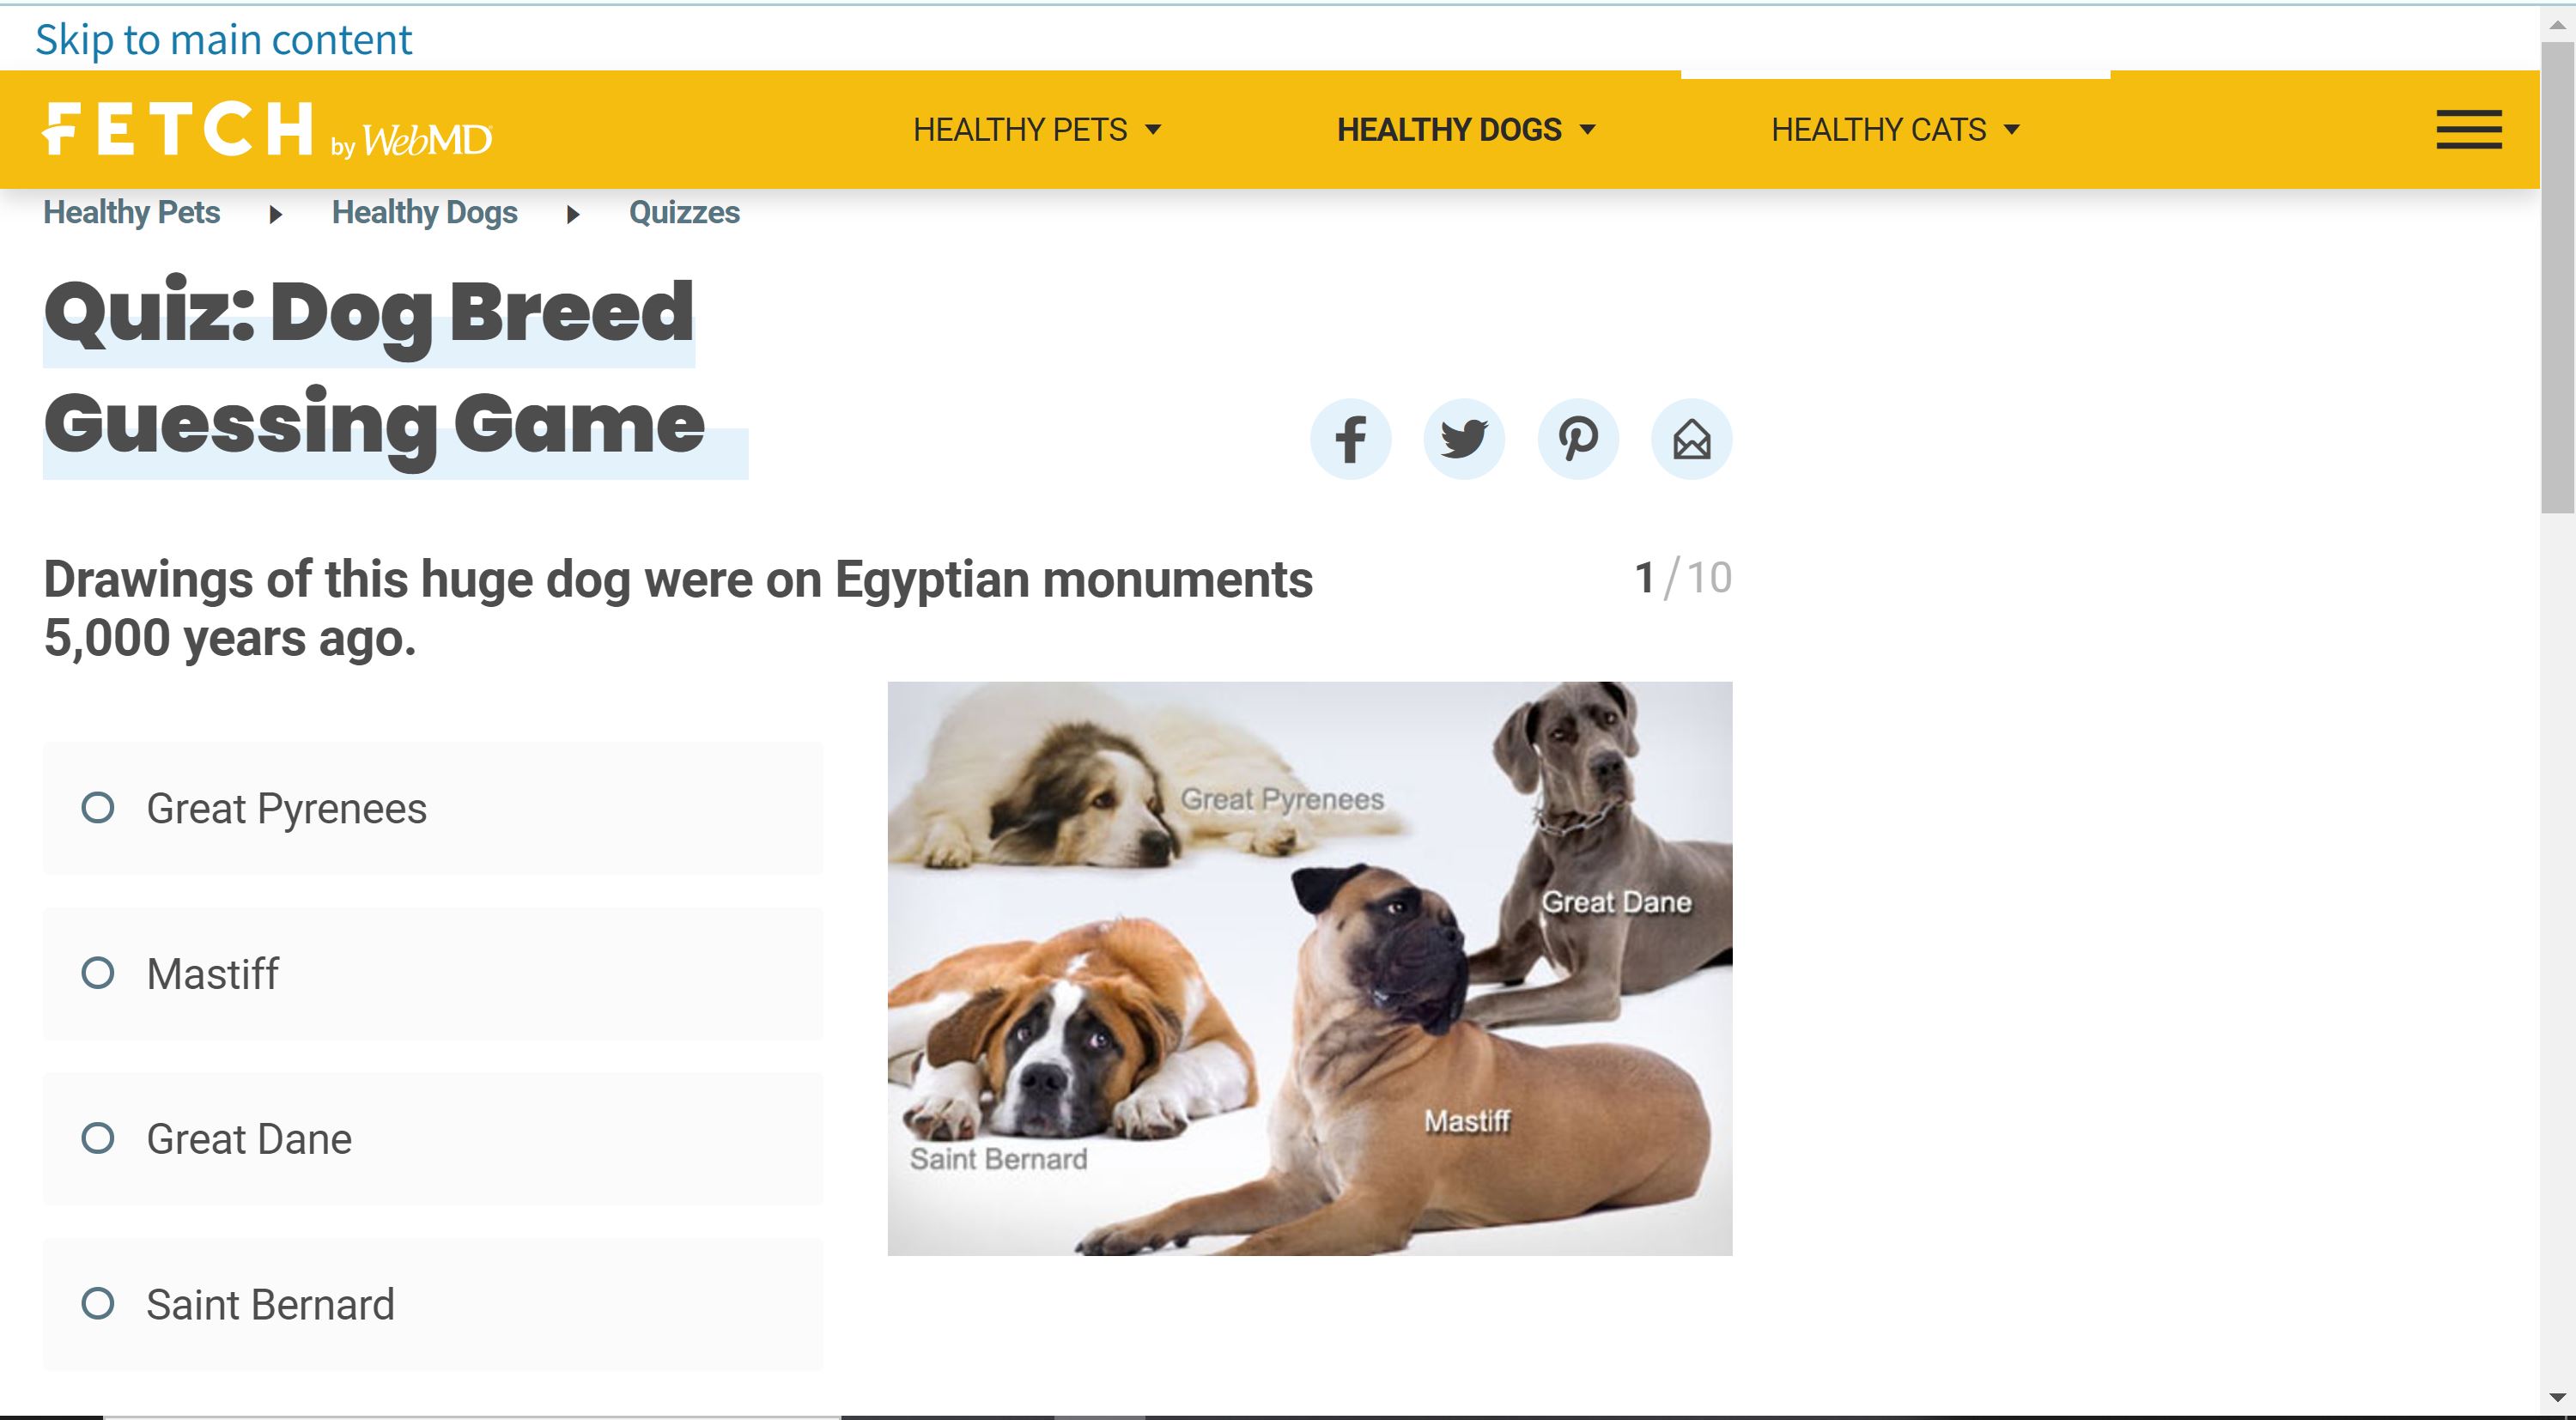 Skip to main content
FETCH by WebMD
HEALTHY PETS
HEALTHY DOGS
HEALTHY CATS
Healthy Pets
Healthy Dogs
Quizzes
Quiz: Dog Breed
Guessing Game
Drawings of this huge dog were on Egyptian monuments
5,000 years ago.
1/10
Great Pyrenees
Mastiff
Great Dane
Saint Bernard
Great Pyrenees
Great Dane
Mastiff
Saint Bernard